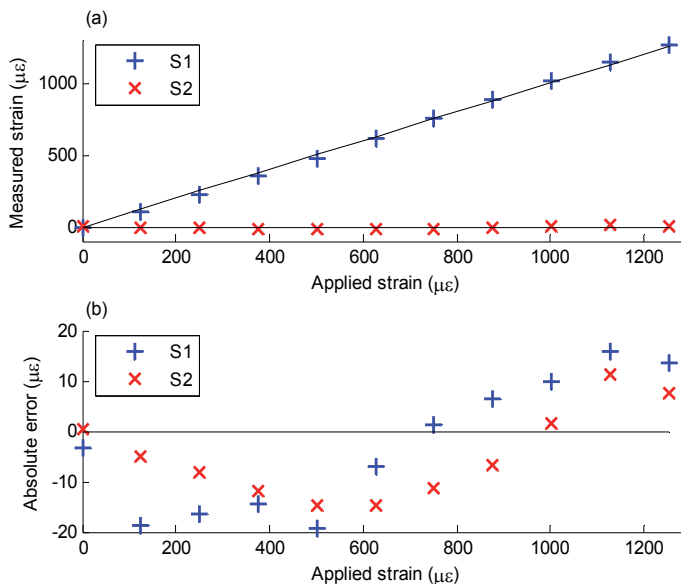 (a)
S1
S2
Measured strain (με)
1000
500
0
0 200 400 600 800 1000 1200
Applied strain (με)
(b)
S1
S2
Absolute error (με)
20
10
0
-10
-20
0 200 400 600 800 1000 1200
Applied strain (με)